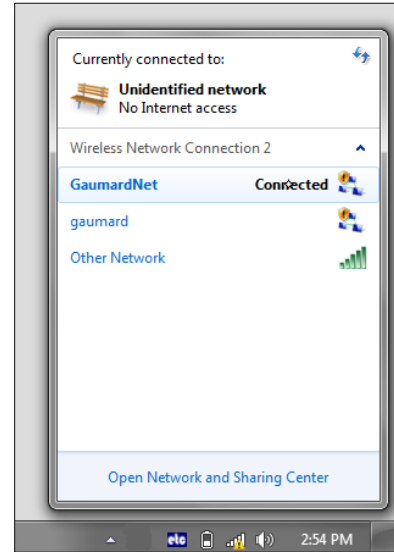 Currently connected to:
Unidentified network
No Internet access
Wireless Network Connection 2
GaumardNet Connected
gaumard
Other Network
Open Network and Sharing Center
etc 2:54 PM